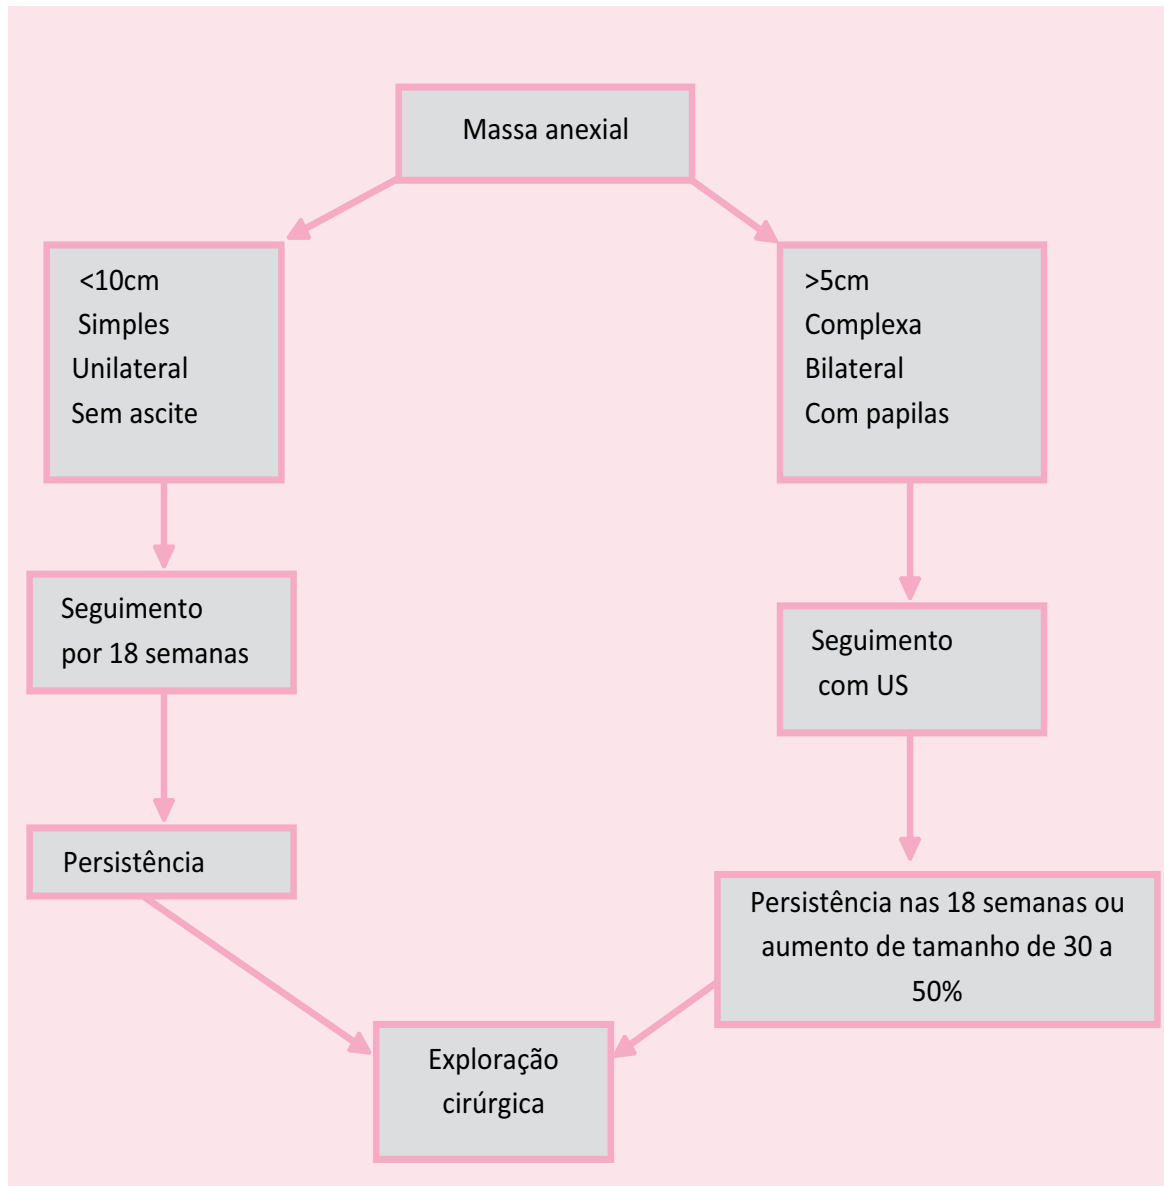 Massa anexial
<10cm
Simples
Unilateral
Sem ascite
>5cm
Complexa
Bilateral
Com papilas
Seguimento
por 18 semanas
Seguimento
com US
Persistência
Persistência nas 18 semanas ou
aumento de tamanho de 30 a
50%
Exploração
cirúrgica